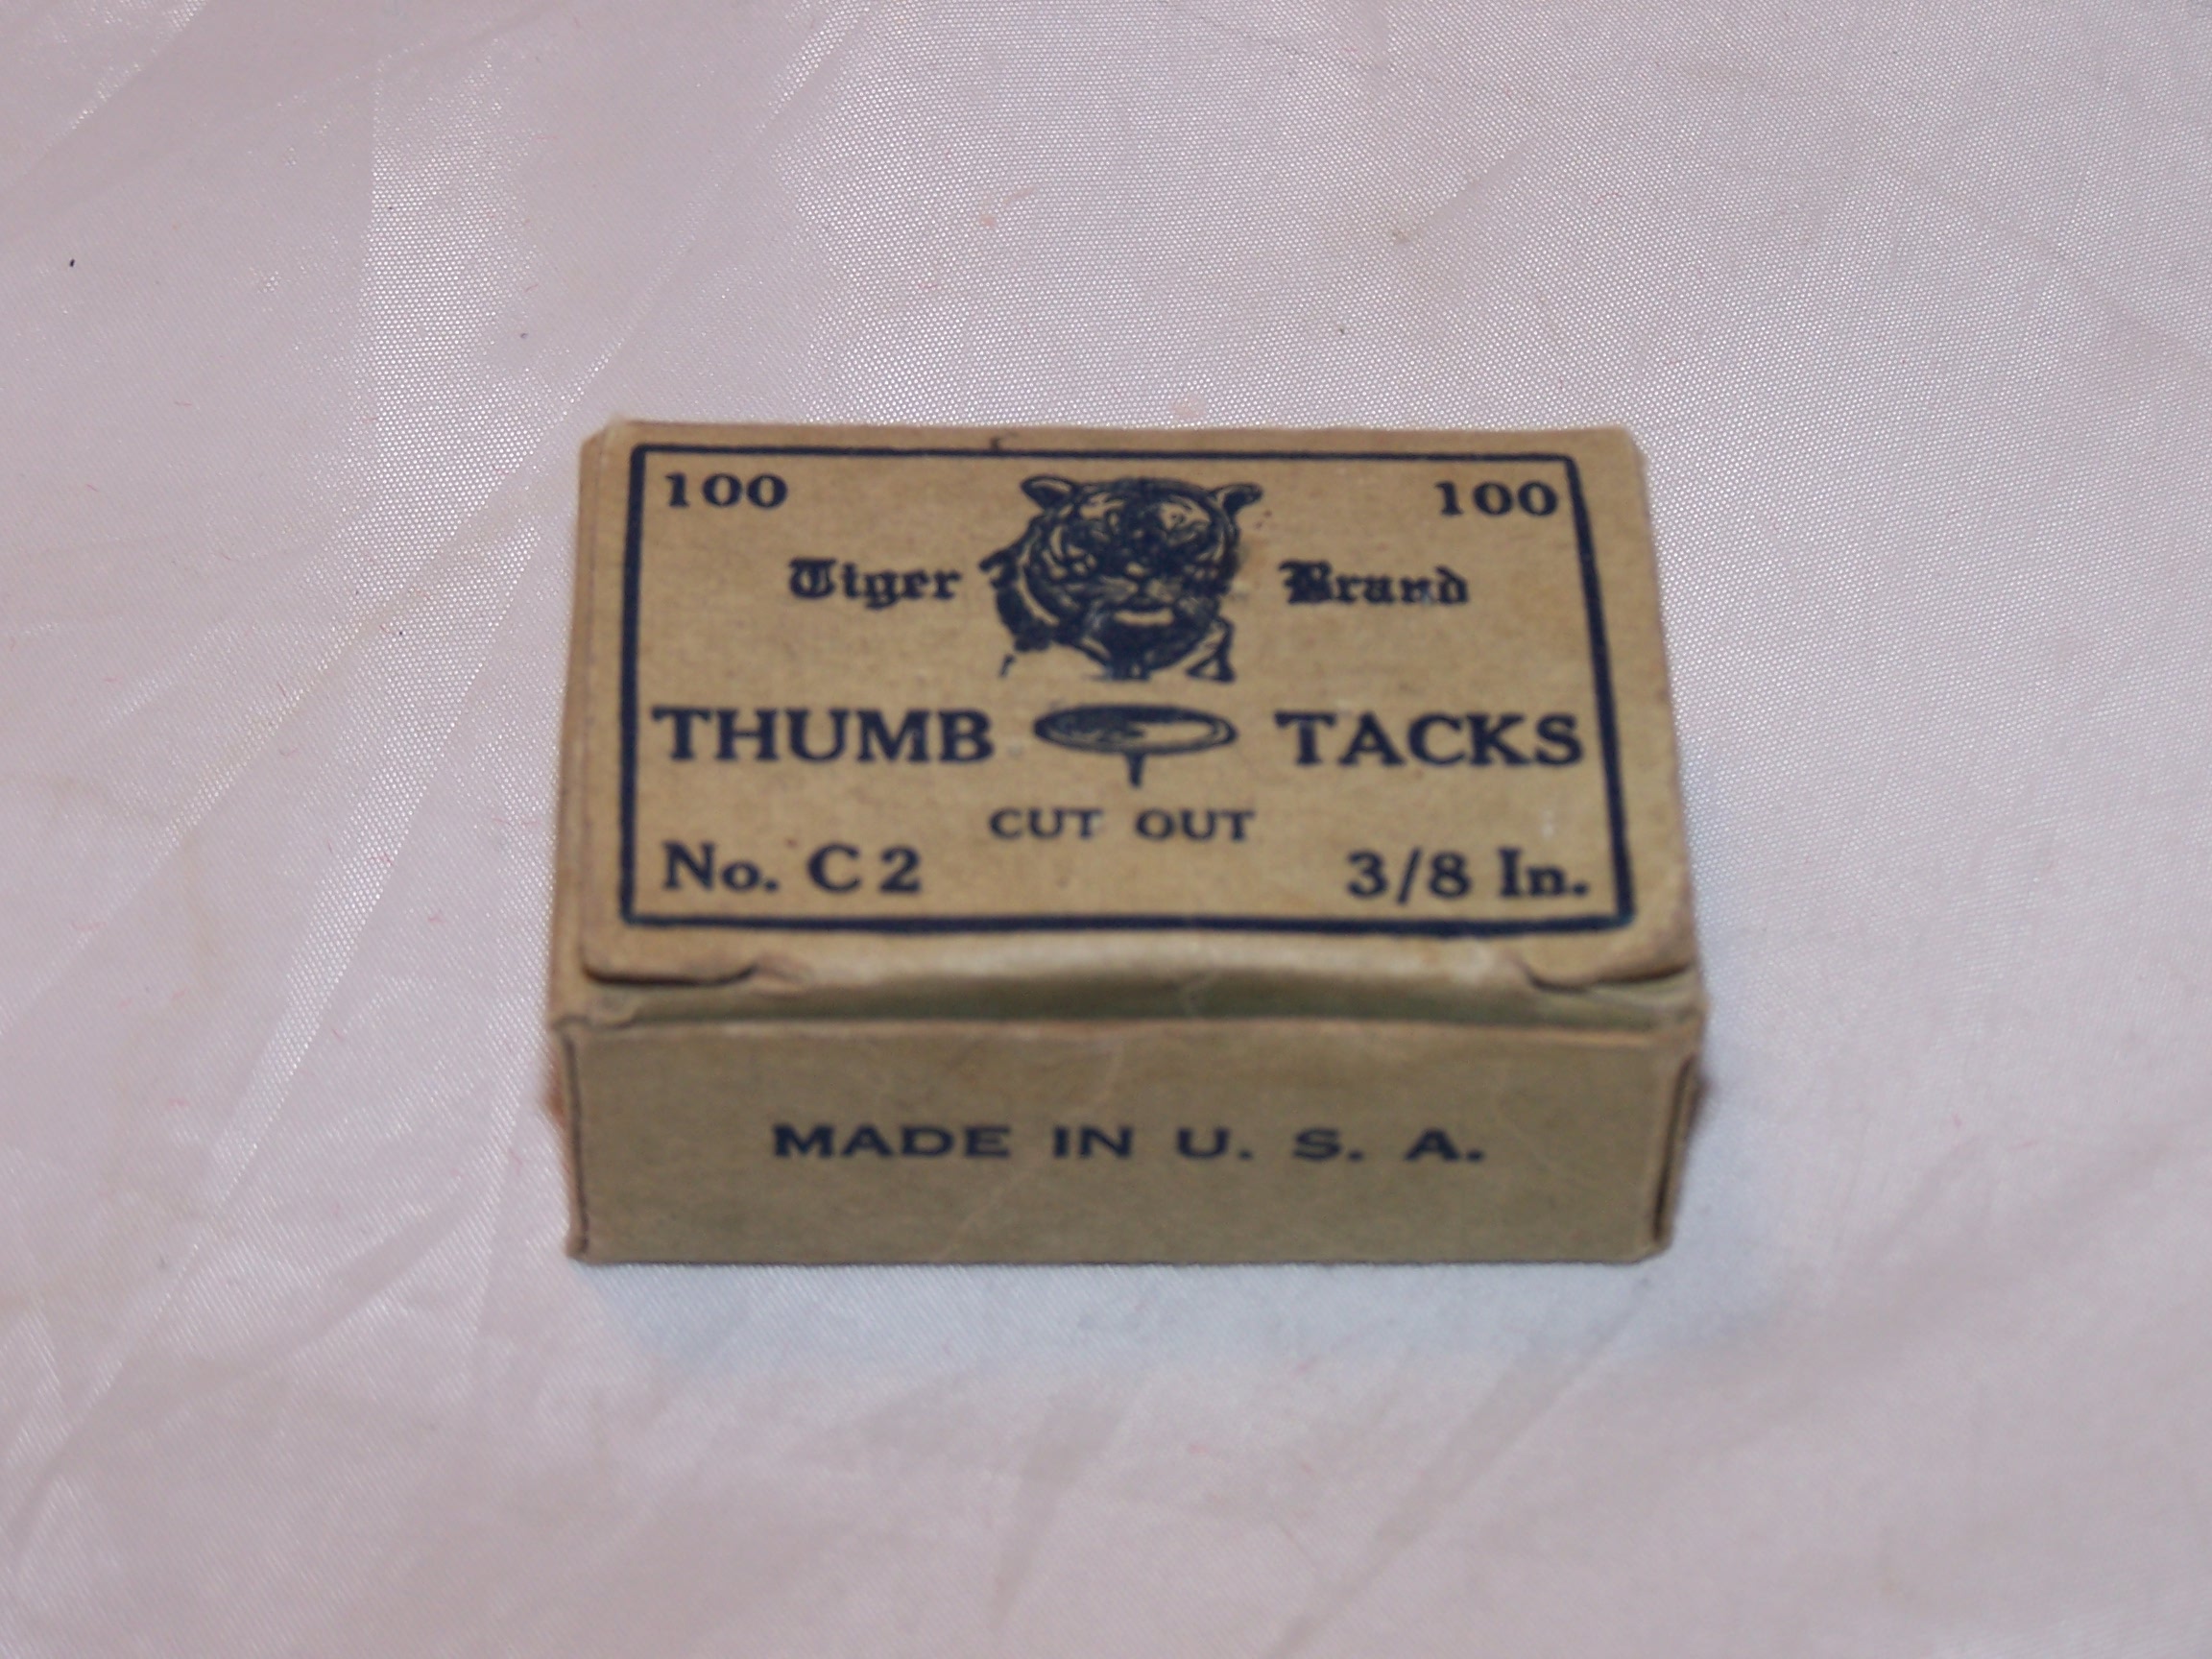 100 100
Tiger Brand
THUMB TACKS
CUT OUT
No. C2 3/8 In.
MADE IN U. S. A.